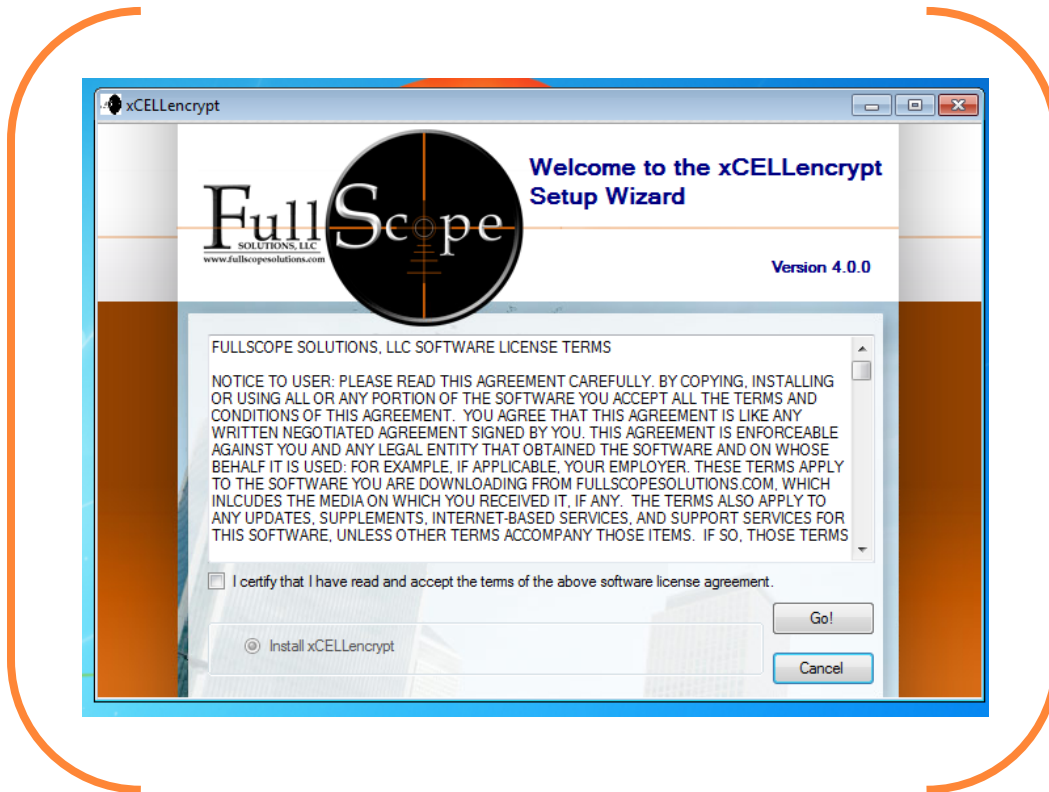 xCELLencrypt
Welcome to the xCELLencrypt
Setup Wizard
FullScope
SOLUTIONS, LLC
www.fullscopesolutions.com
Version 4.0.0
FULLSCOPE SOLUTIONS, LLC SOFTWARE LICENSE TERMS
NOTICE TO USER: PLEASE READ THIS AGREEMENT CAREFULLY. BY COPYING, INSTALLING
OR USING ALL OR ANY PORTION OF THE SOFTWARE YOU ACCEPT ALL THE TERMS AND
CONDITIONS OF THIS AGREEMENT.  YOU AGREE THAT THIS AGREEMENT IS LIKE ANY
WRITTEN NEGOTIATED AGREEMENT SIGNED BY YOU. THIS AGREEMENT IS ENFORCEABLE
AGAINST YOU AND ANY LEGAL ENTITY THAT OBTAINED THE SOFTWARE AND ON WHOSE
BEHALF IT IS USED: FOR EXAMPLE, IF APPLICABLE, YOUR EMPLOYER. THESE TERMS APPLY
TO THE SOFTWARE YOU ARE DOWNLOADING FROM FULLSCOPESOLUTIONS.COM, WHICH
INLCUDES THE MEDIA ON WHICH YOU RECEIVED IT, IF ANY.  THE TERMS ALSO APPLY TO
ANY UPDATES, SUPPLEMENTS, INTERNET-BASED SERVICES, AND SUPPORT SERVICES FOR
THIS SOFTWARE, UNLESS OTHER TERMS ACCOMPANY THOSE ITEMS.  IF SO, THOSE TERMS
I certify that I have read and accept the terms of the above software license agreement.
Go!
Install xCELLencrypt
Cancel